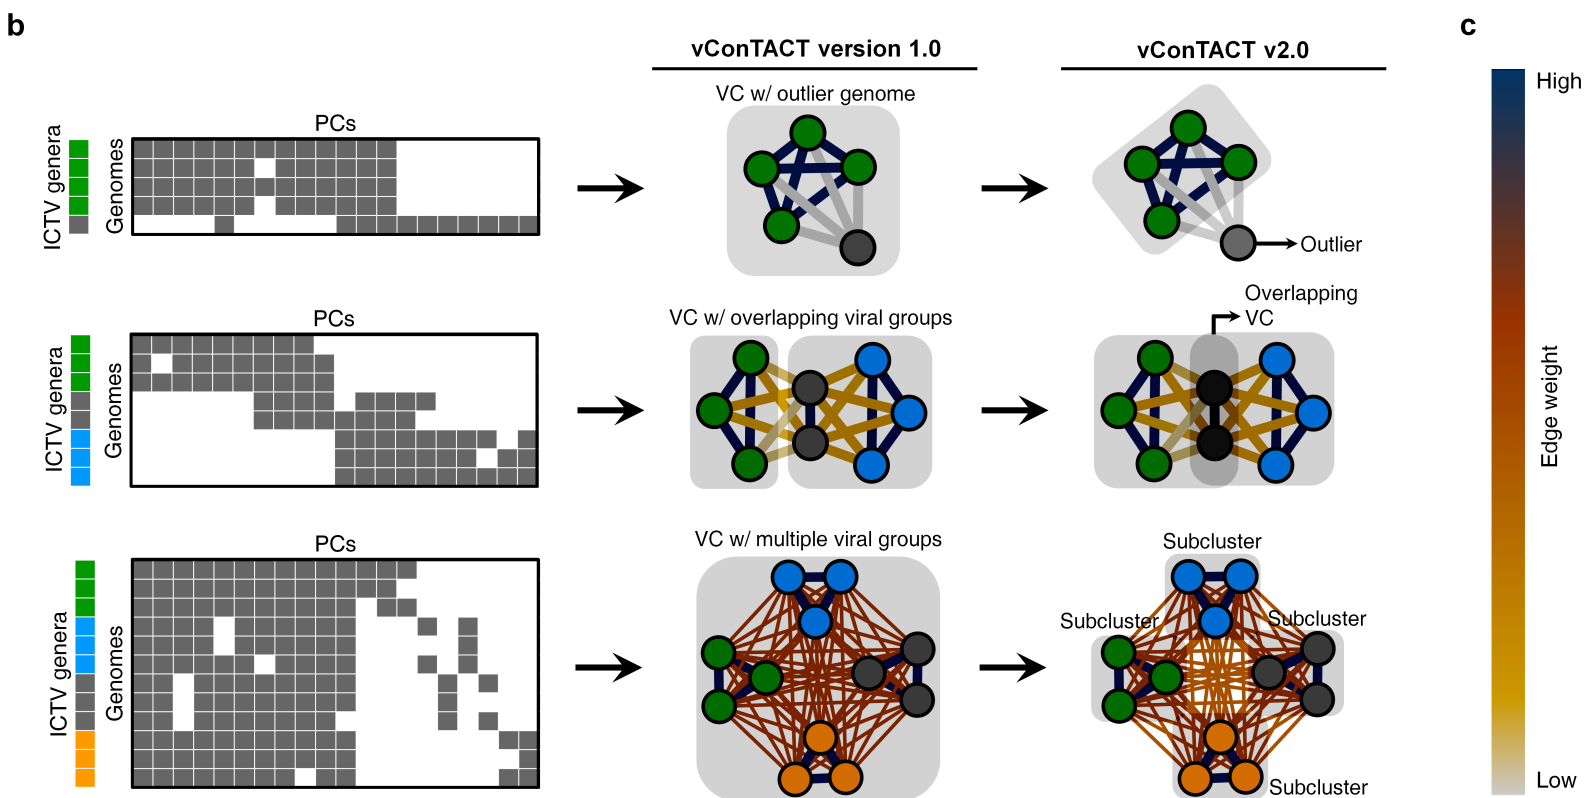 b
c
vConTACT version 1.0
vConTACT v2.0
VC w/ outlier genome
PCs
ICTV genera
Genomes
Outlier
High
Overlapping
VC
PCs
VC w/ overlapping viral groups
ICTV genera
Genomes
Edge weight
PCs
VC w/ multiple viral groups
Subcluster
Subcluster
Subcluster
ICTV genera
Genomes
Subcluster
Low